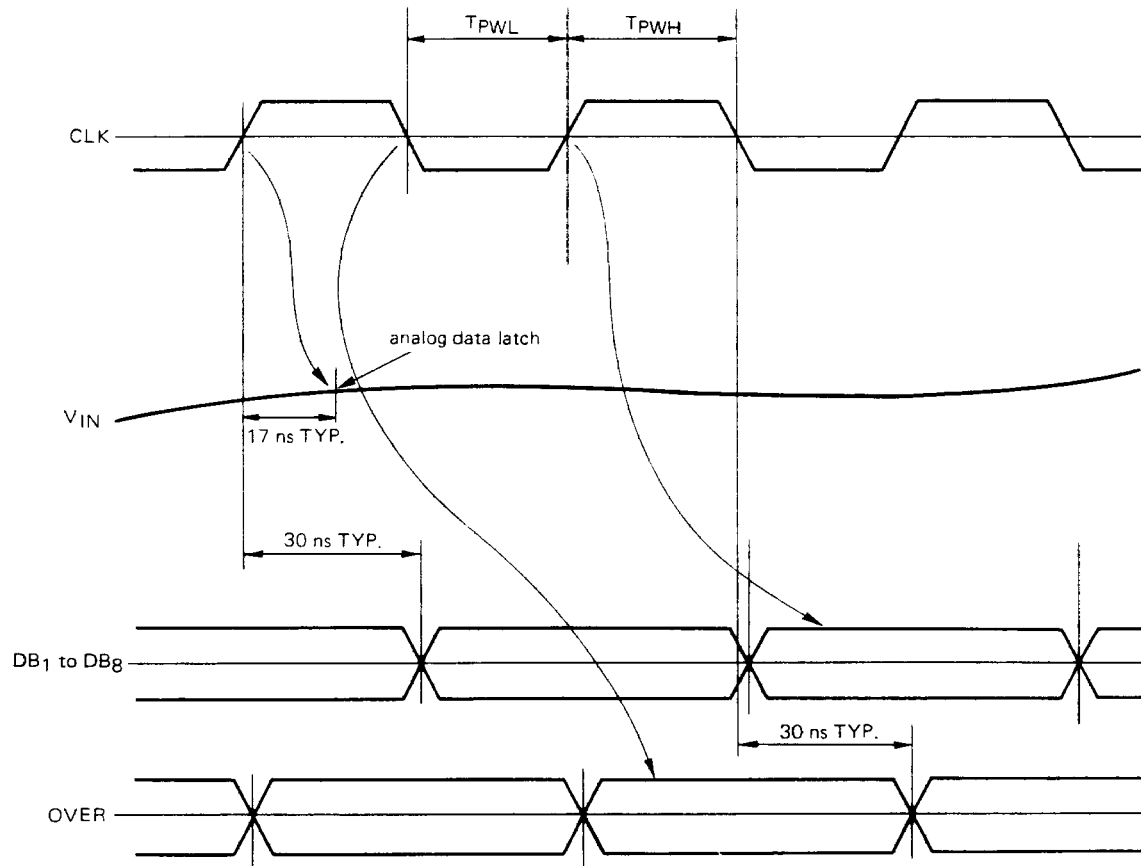 TPWL
TPWH
CLK
analog data latch
VIN
17 ns TYP.
30 ns TYP.
DB1 to DB8
30 ns TYP.
OVER